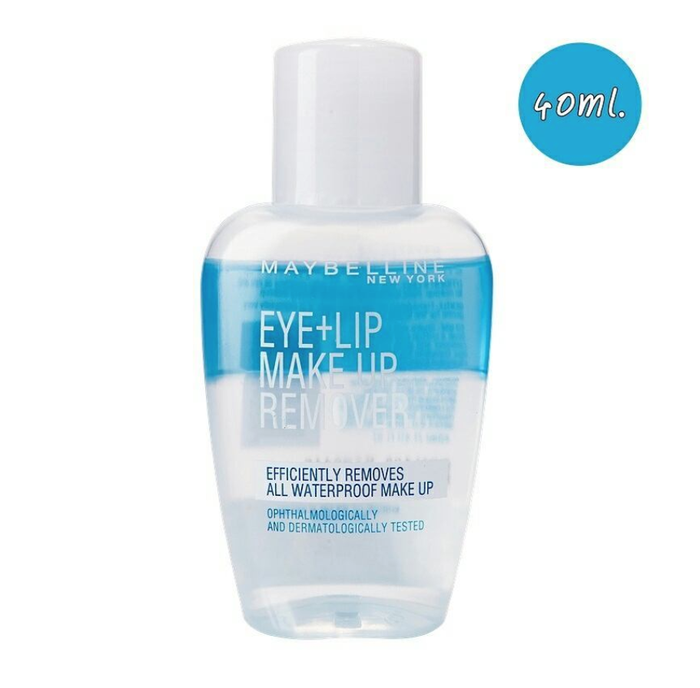 40ml.
MAYBELLINE
NEW YORK
EYE+LIP
MAKE UP
REMOVER
EFFICIENTLY REMOVES
ALL WATERPROOF MAKE UP
OPHTHALMOLOGICALLY
AND DERMATOLOGICALLY TESTED